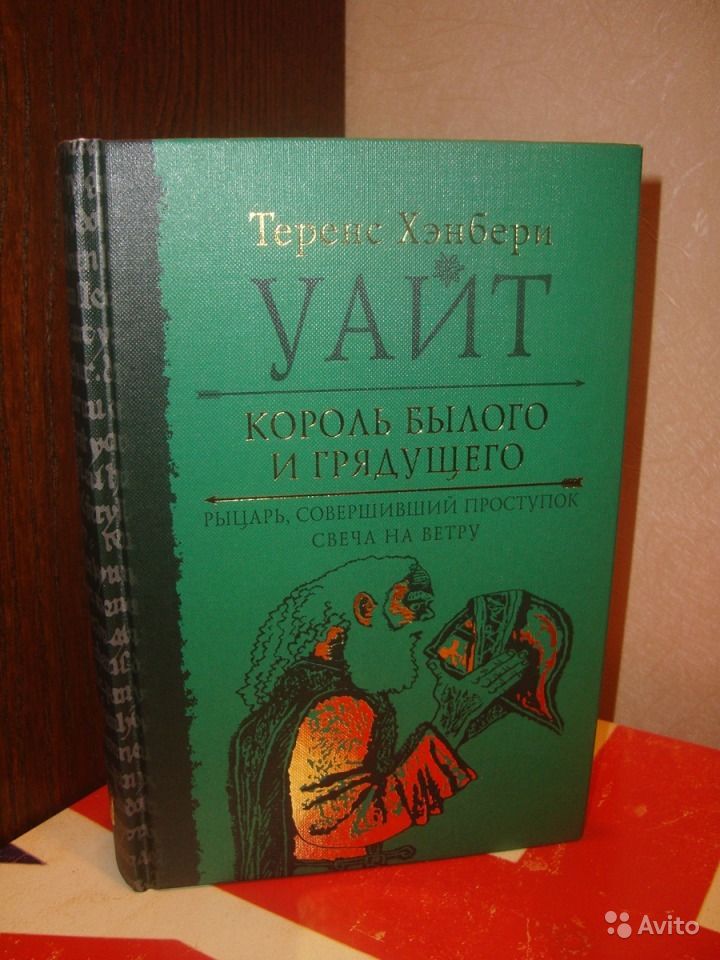 Теренс Хэнбери
УАЙТ
КОРОЛЬ БЫЛОГО
И ГРЯДУЩЕГО
РЫЦАРЬ, СОВЕРШИВШИЙ ПРОСТУПОК
СВЕЧА НА ВЕТРУ
Avito